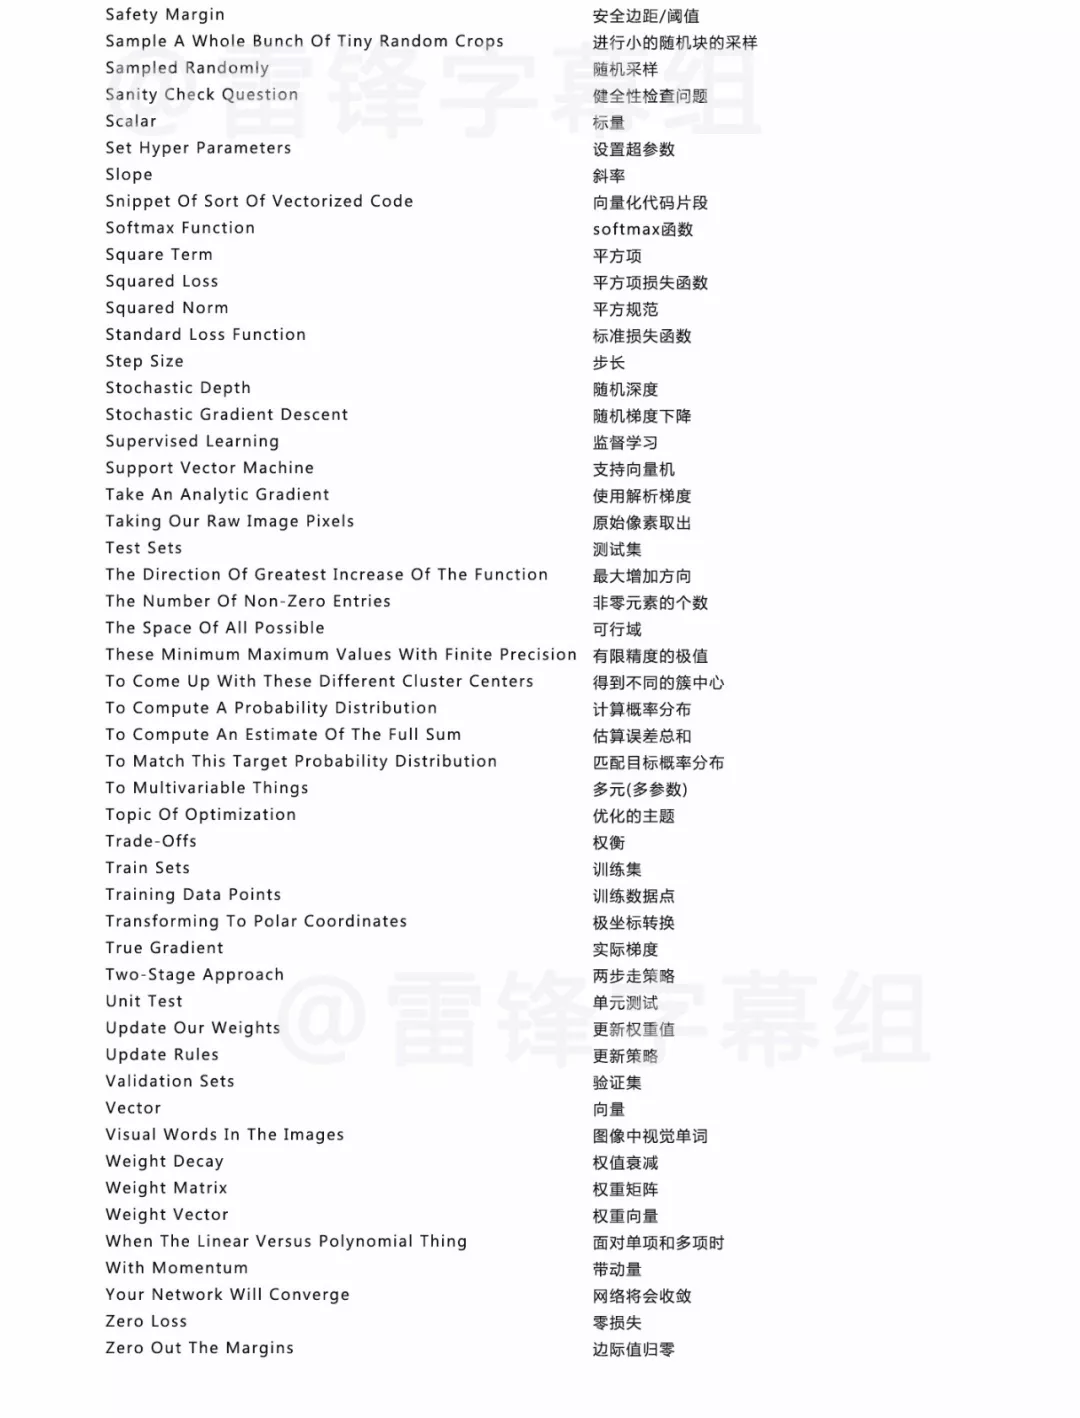 Safety Margin 安全边距/阈值
Sample A Whole Bunch Of Tiny Random Crops 进行小的随机块的采样
Sampled Randomly 随机采样
@雷锋字幕组
Sanity Check Question 健全性检查问题
Scalar 标量
Set Hyper Parameters 设置超参数
Slope 斜率
Snippet Of Sort Of Vectorized Code 向量化代码片段
Softmax Function softmax函数
Square Term 平方项
Squared Loss 平方项损失函数
Squared Norm 平方规范
Standard Loss Function 标准损失函数
Step Size 步长
Stochastic Depth 随机深度
Stochastic Gradient Descent 随机梯度下降
Supervised Learning 监督学习
Support Vector Machine 支持向量机
Take An Analytic Gradient 使用解析梯度
Taking Our Raw Image Pixels 原始像素取出
Test Sets 测试集
The Direction Of Greatest Increase Of The Function 最大增加方向
The Number Of Non-Zero Entries 非零元素的个数
The Space Of All Possible 可行域
These Minimum Maximum Values With Finite Precision 有限精度的极值
To Come Up With These Different Cluster Centers 得到不同的簇中心
To Compute A Probability Distribution 计算概率分布
To Compute An Estimate Of The Full Sum 估算误差总和
To Match This Target Probability Distribution 匹配目标概率分布
To Multivariable Things 多元(多参数)
Topic Of Optimization 优化的主题
Trade-Offs 权衡
Train Sets 训练集
Training Data Points 训练数据点
Transforming To Polar Coordinates 极坐标转换
True Gradient 实际梯度
Two-Stage Approach 两步走策略
Unit Test 单元测试
@雷锋字幕组
Update Our Weights 更新权重值
Update Rules 更新策略
Validation Sets 验证集
Vector 向量
Visual Words In The Images 图像中视觉单词
Weight Decay 权值衰减
Weight Matrix 权重矩阵
Weight Vector 权重向量
When The Linear Versus Polynomial Thing 面对单项和多项时
With Momentum 带动量
Your Network Will Converge 网络将会收敛
Zero Loss 零损失
Zero Out The Margins 边际值归零